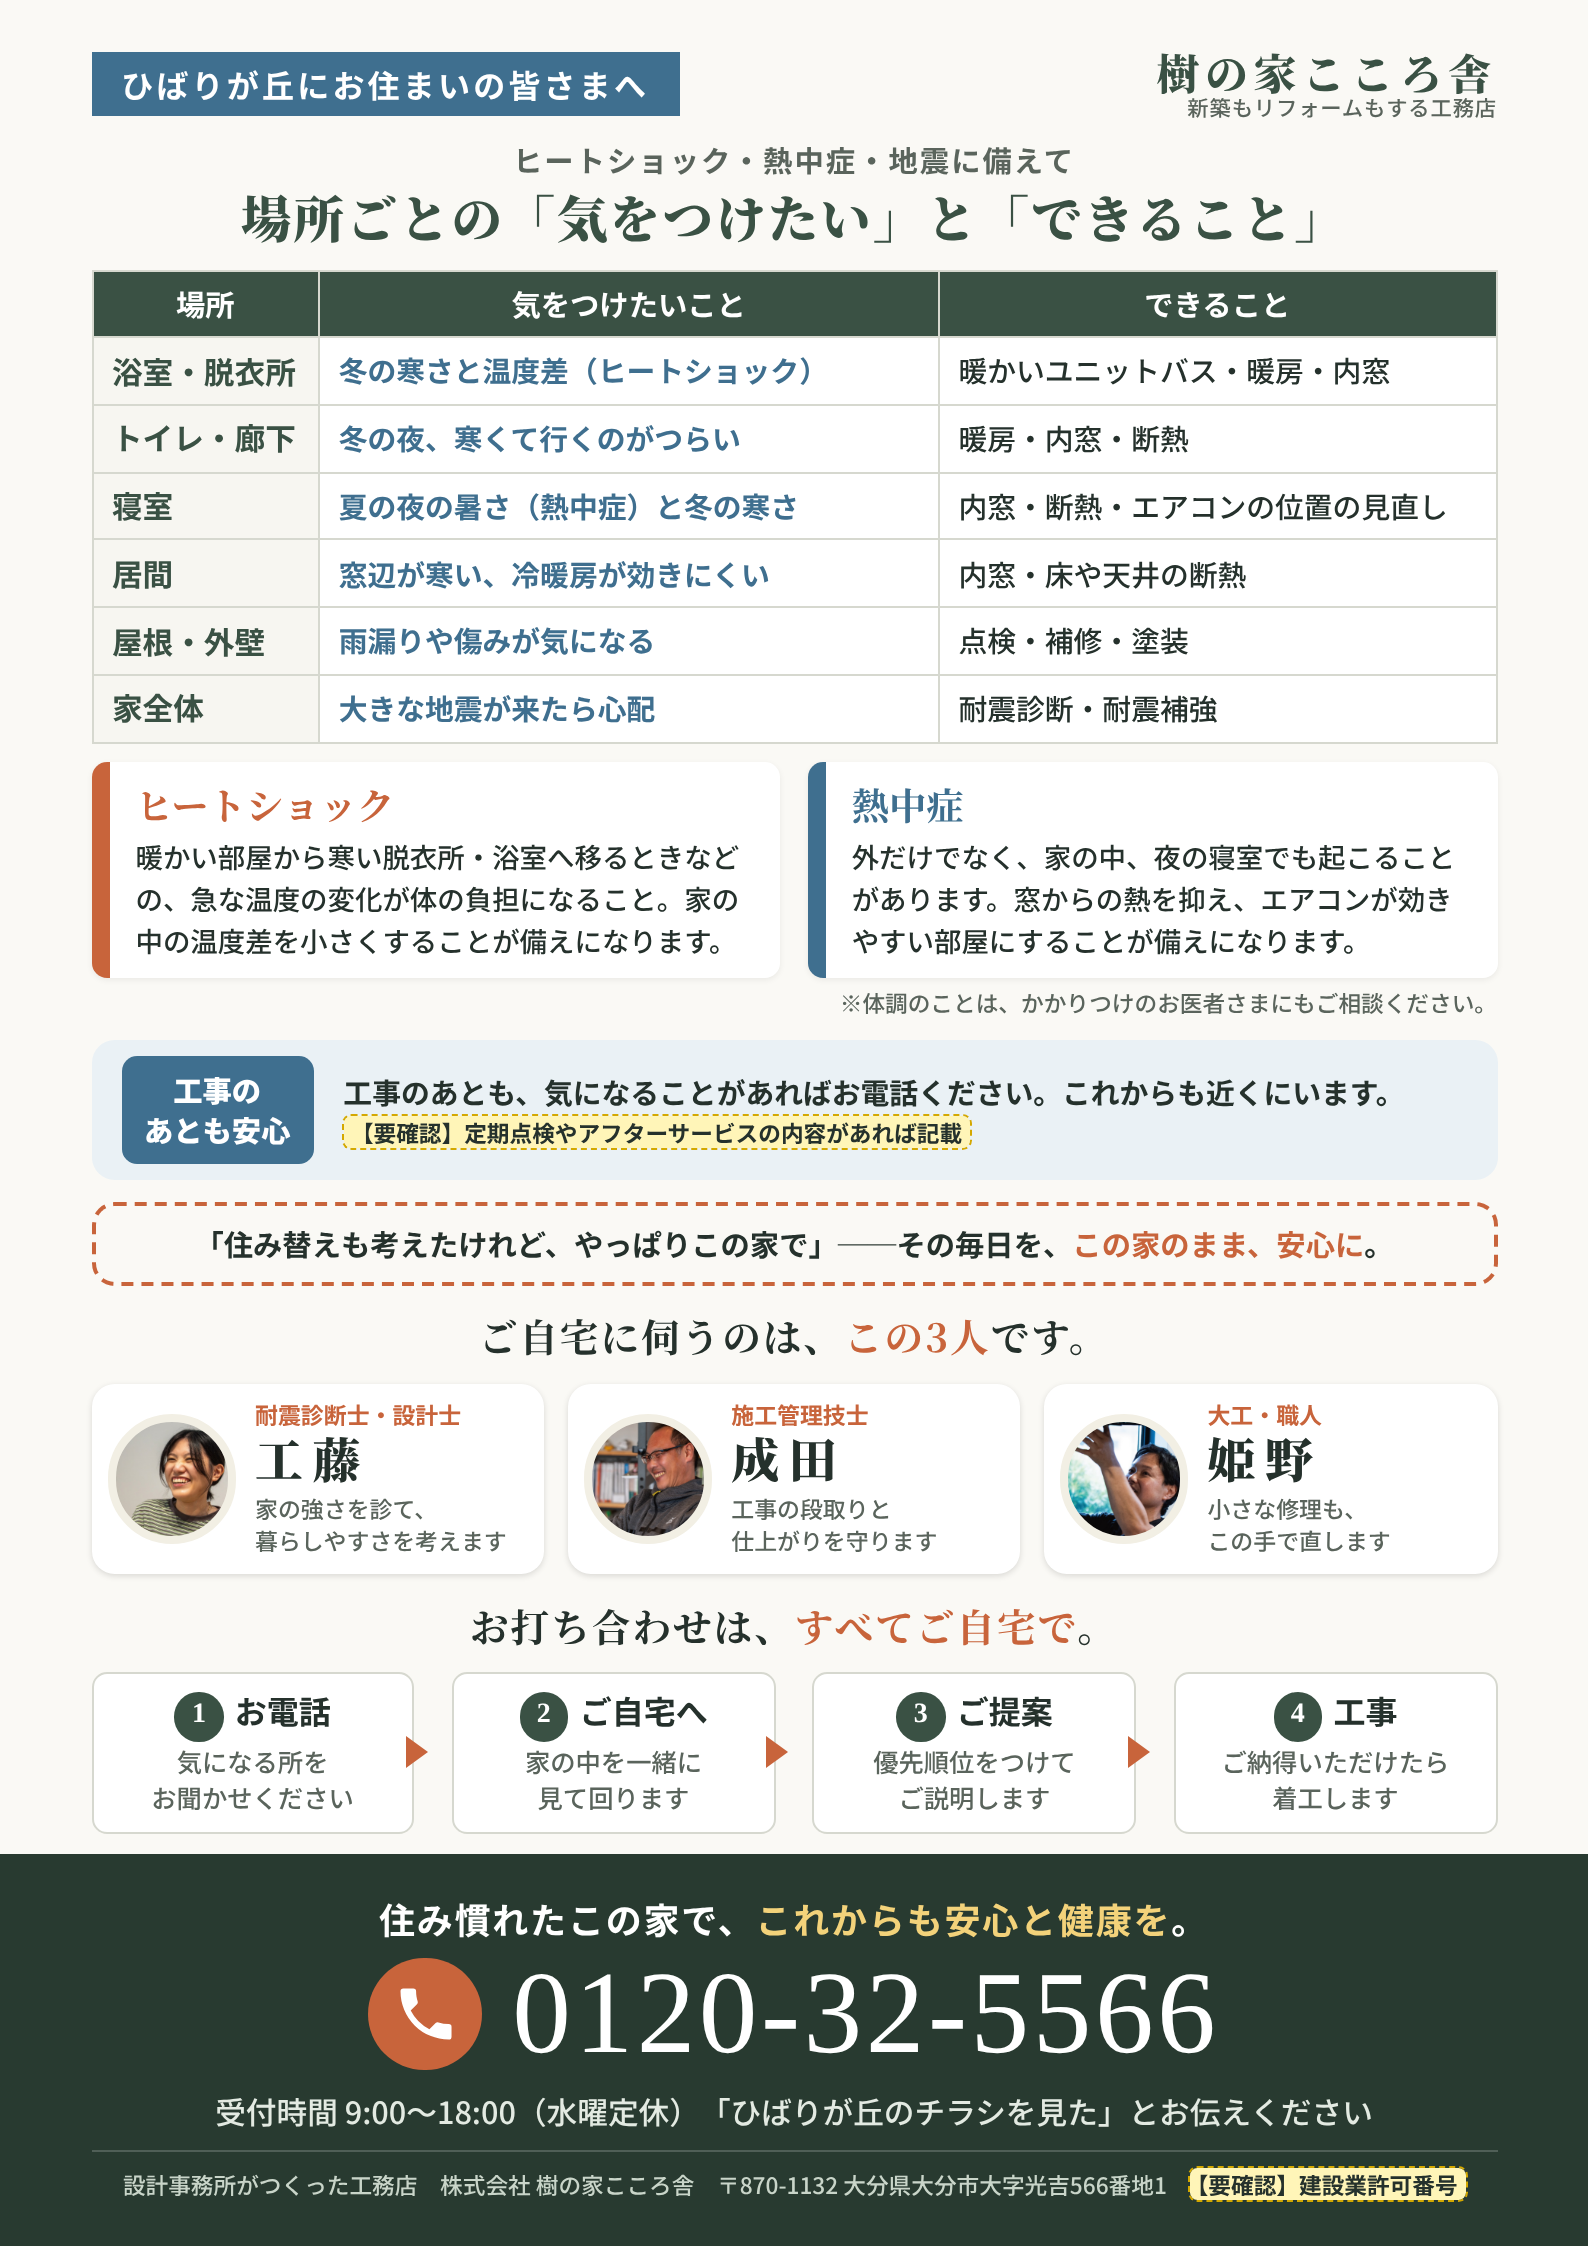 ひばりが丘にお住まいの皆さまへ
樹の家こころ舎
新築もリフォームもする工務店
ヒートショック・熱中症・地震に備えて
場所ごとの「気をつけたい」と「できること」
場所 気をつけたいこと できること
浴室・脱衣所 冬の寒さと温度差（ヒートショック） 暖かいユニットバス・暖房・内窓
トイレ・廊下 冬の夜、寒くて行くのがつらい 暖房・内窓・断熱
寝室 夏の夜の暑さ（熱中症）と冬の寒さ 内窓・断熱・エアコンの位置の見直し
居間 窓辺が寒い、冷暖房が効きにくい 内窓・床や天井の断熱
屋根・外壁 雨漏りや傷みが気になる 点検・補修・塗装
家全体 大きな地震が来たら心配 耐震診断・耐震補強
ヒートショック
暖かい部屋から寒い脱衣所・浴室へ移るときなど
の、急な温度の変化が体の負担になること。家の
中の温度差を小さくすることが備えになります。
熱中症
外だけでなく、家の中、夜の寝室でも起こること
があります。窓からの熱を抑え、エアコンが効き
やすい部屋にすることが備えになります。
※体調のことは、かかりつけのお医者さまにもご相談ください。
工事の
あとも安心
工事のあとも、気になることがあればお電話ください。これからも近くにいます。
【要確認】定期点検やアフターサービスの内容があれば記載
「住み替えも考えたけれど、やっぱりこの家で」——その毎日を、この家のまま、安心に。
ご自宅に伺うのは、この3人です。
耐震診断士・設計士
工藤
家の強さを診て、
暮らしやすさを考えます
施工管理技士
成田
工事の段取りと
仕上がりを守ります
大工・職人
姫野
小さな修理も、
この手で直します
お打ち合わせは、すべてご自宅で。
1 お電話
気になる所を
お聞かせください
2 ご自宅へ
家の中を一緒に
見て回ります
3 ご提案
優先順位をつけて
ご説明します
4 工事
ご納得いただけたら
着工します
住み慣れたこの家で、これからも安心と健康を。
0120-32-5566
受付時間 9:00〜18:00（水曜定休）「ひばりが丘のチラシを見た」とお伝えください
設計事務所がつくった工務店 株式会社 樹の家こころ舎 〒870-1132 大分県大分市大字光吉566番地1 【要確認】建設業許可番号